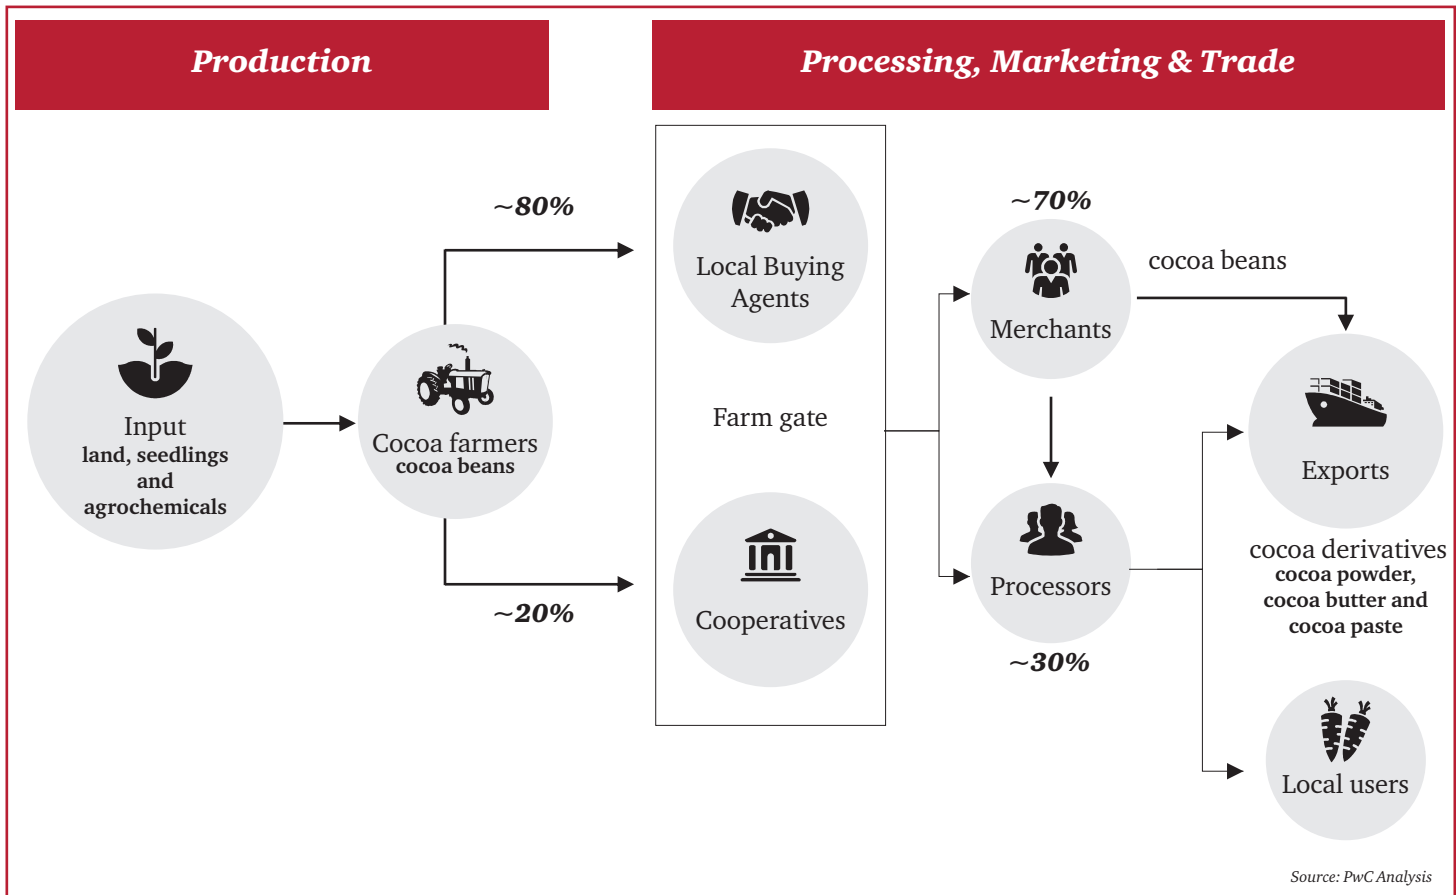 Production
Processing, Marketing & Trade
~80%
~20%
Input
land, seedlings
and
agrochemicals
Cocoa farmers
cocoa beans
Local Buying
Agents
Farm gate
Cooperatives
~70%
Merchants
cocoa beans
Processors
~30%
Exports
cocoa derivatives
cocoa powder,
cocoa butter and
cocoa paste
Local users
Source: PwC Analysis